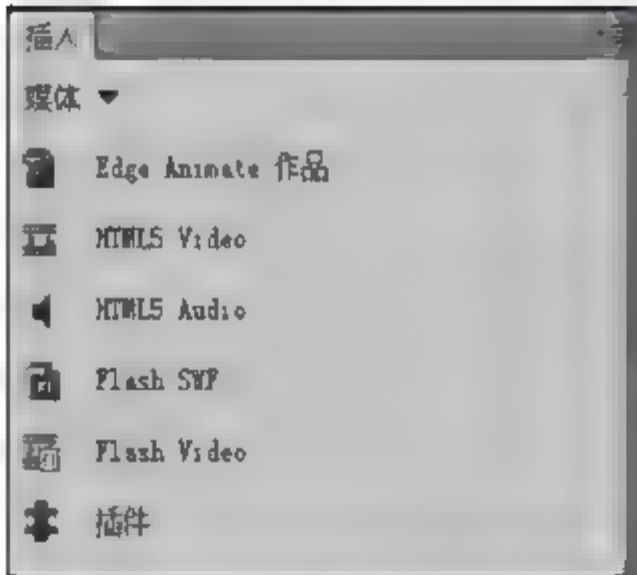 插入
媒体
Edge Animate 作品
HTML5 Video
HTML5 Audio
Flash SWF
Flash Video
插件